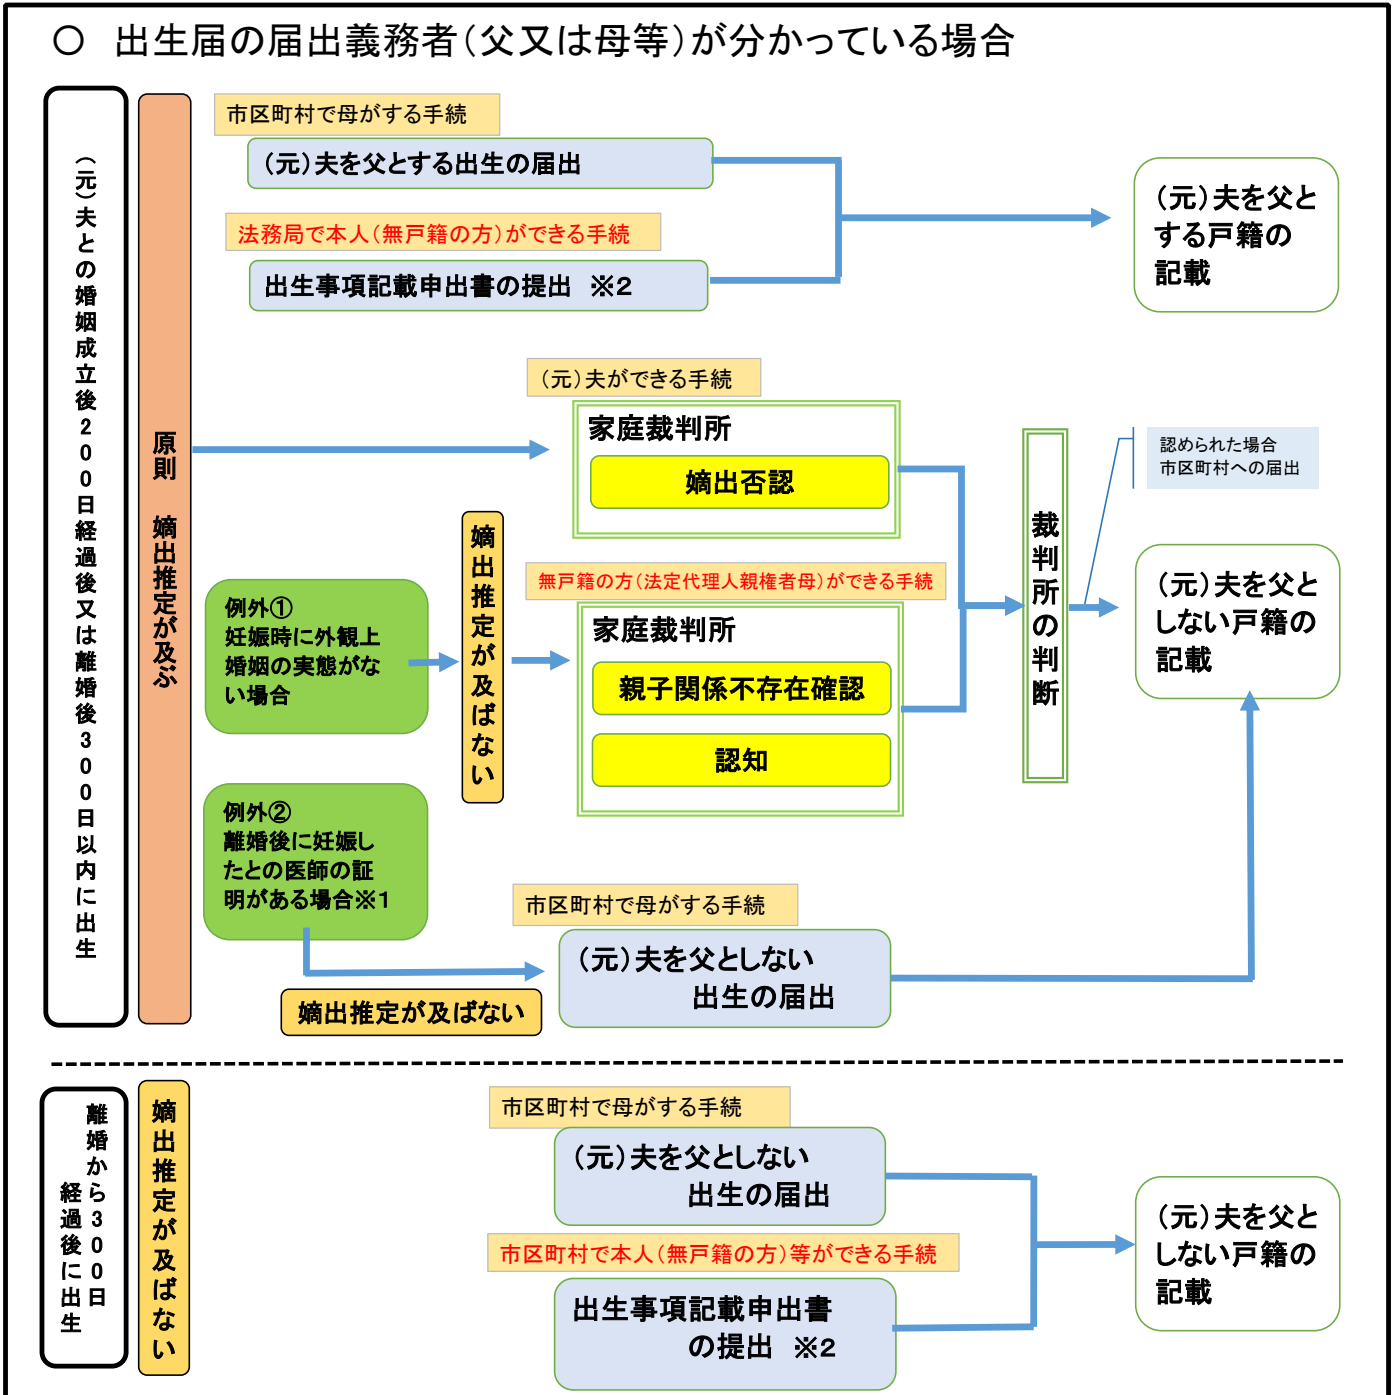 ○　出生届の届出義務者（父又は母等）が分かっている場合
（元）夫との婚姻成立後２００日経過後又は離婚後３００日以内に出生
原則　嫡出推定が及ぶ
市区町村で母がする手続
（元）夫を父とする出生の届出
法務局で本人（無戸籍の方）ができる手続
出生事項記載申出書の提出　※２
（元）夫を父と
する戸籍の
記載
（元）夫ができる手続
家庭裁判所
嫡出否認
例外①
妊娠時に外観上
婚姻の実態がな
い場合
嫡出推定が及ばない
無戸籍の方（法定代理人親権者母）ができる手続
家庭裁判所
親子関係不存在確認
認知
裁判所の判断
認められた場合
市区町村への届出
（元）夫を父と
しない戸籍の
記載
例外②
離婚後に妊娠し
たとの医師の証
明がある場合※１
嫡出推定が及ばない
市区町村で母がする手続
（元）夫を父としない
出生の届出
離婚から３００日
経過後に出生
嫡出推定が及ばない
市区町村で母がする手続
（元）夫を父としない
出生の届出
市区町村で本人（無戸籍の方）等ができる手続
出生事項記載申出書
の提出　※２
（元）夫を父と
しない戸籍の
記載